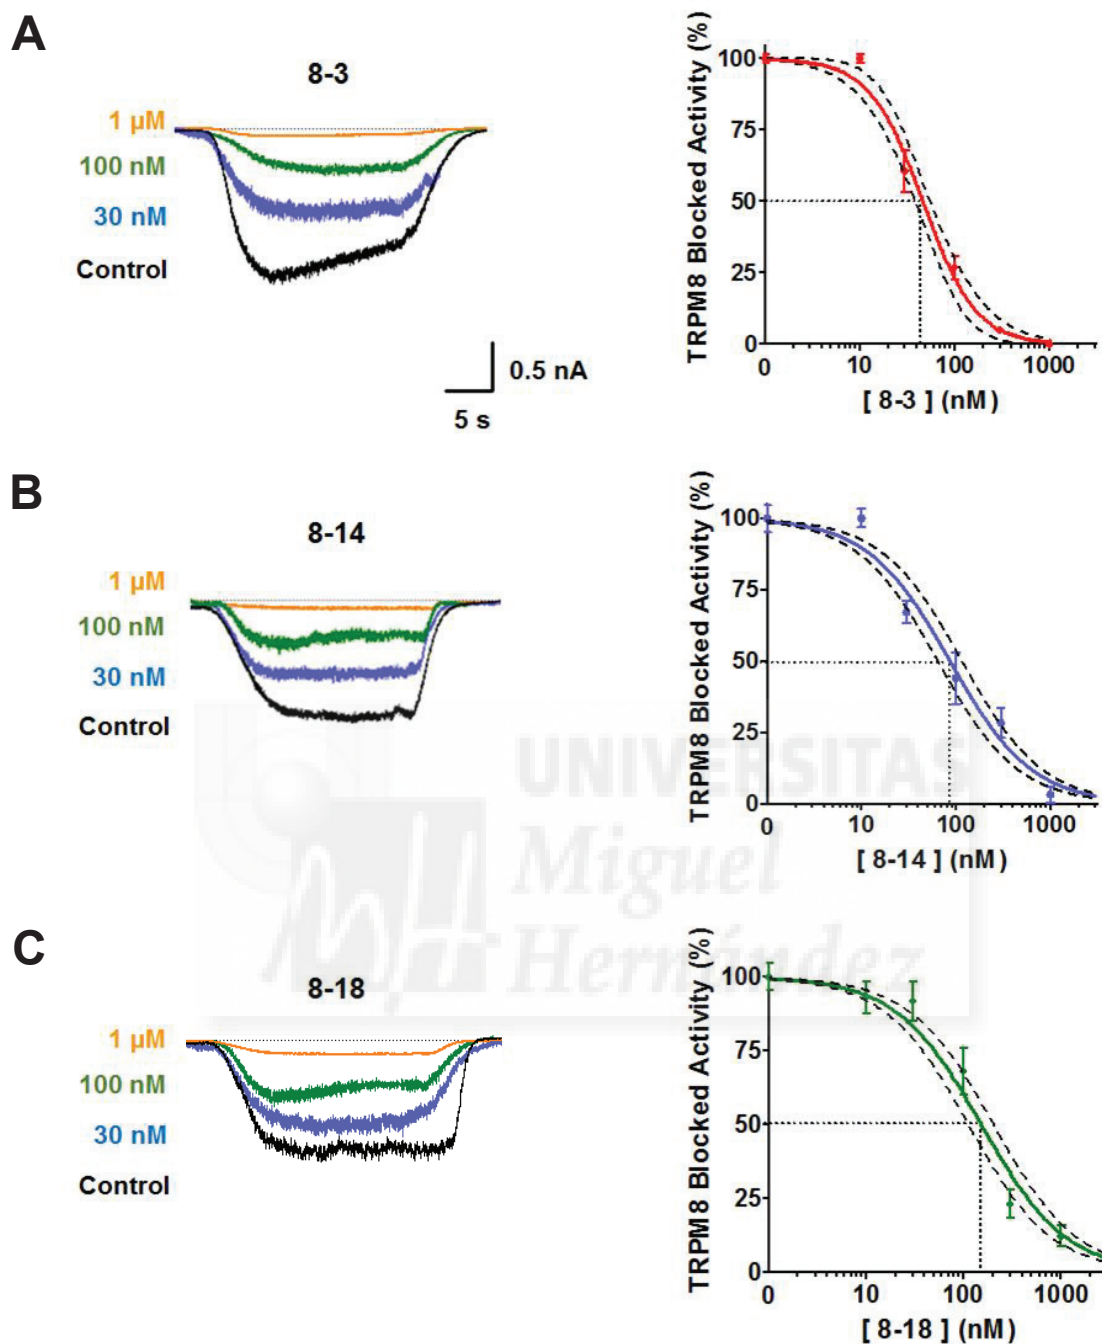 A
8-3
1 µM
100 nM
30 nM
Control
0.5 nA
5 s
TRPM8 Blocked Activity (%)
100
75
50
25
0
0 10 100 1000
[ 8-3 ] (nM)
B
8-14
1 µM
100 nM
30 nM
Control
TRPM8 Blocked Activity (%)
100
75
50
25
0
0 10 100 1000
[ 8-14 ] (nM)
UNIVERSITAS
Miguel
Hernández
C
8-18
1 µM
100 nM
30 nM
Control
TRPM8 Blocked Activity (%)
100
75
50
25
0
0 10 100 1000
[ 8-18 ] (nM)